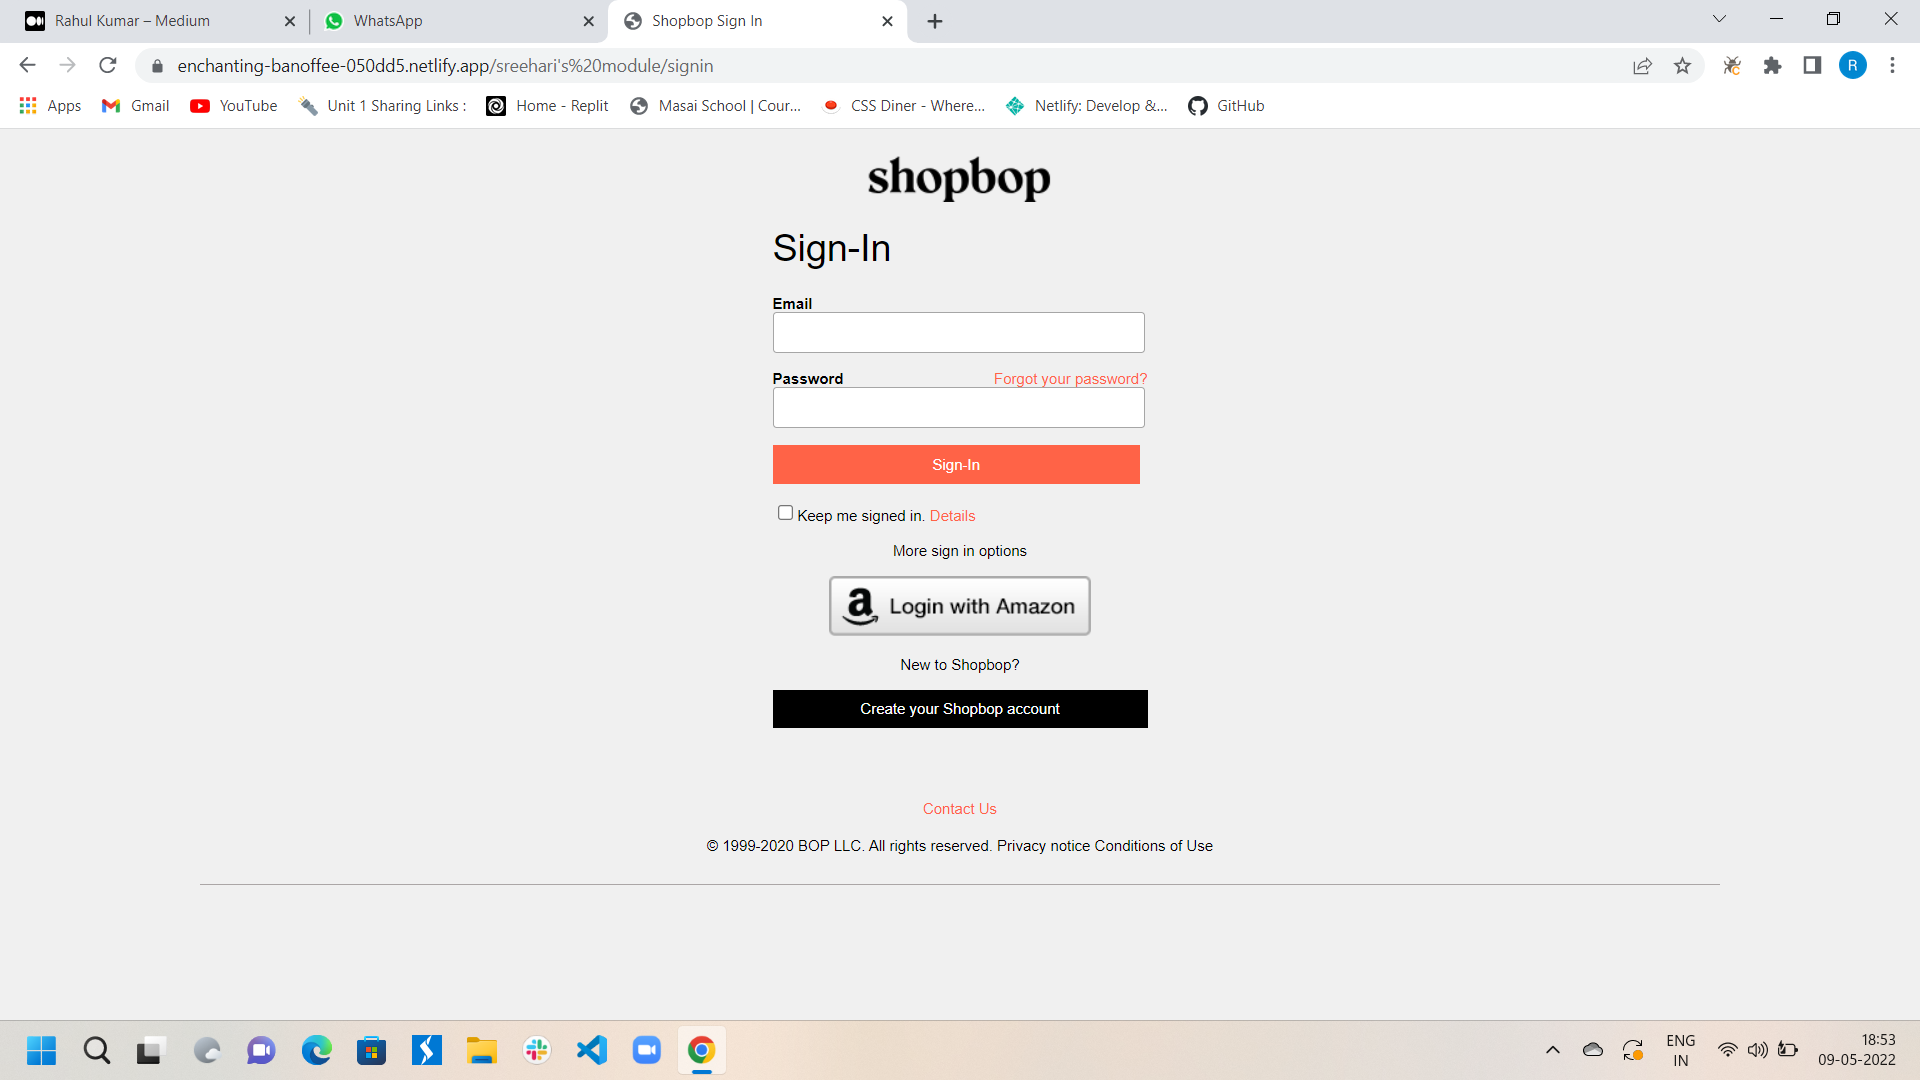 Rahul Kumar – Medium
WhatsApp
Shopbop Sign In
enchanting-banoffee-050dd5.netlify.app/sreehari's%20module/signin
R
Apps
Gmail
YouTube
Unit 1 Sharing Links :
Home - Replit
Masai School | Cour...
CSS Diner - Where...
Netlify: Develop &...
GitHub
shopbop
Sign-In
Email
Password
Forgot your password?
Sign-In
Keep me signed in. Details
More sign in options
Login with Amazon
New to Shopbop?
Create your Shopbop account
Contact Us
© 1999-2020 BOP LLC. All rights reserved. Privacy notice Conditions of Use
ENG
IN
18:53
09-05-2022